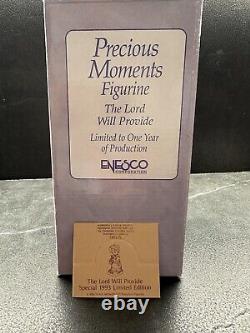 Precious
Moments
Figurine
The Lord
Will Provide
Limited to One Year
of Production
ENESCO
CORPORATION
The Lord Will Provide
Special 1993 Limited Edition